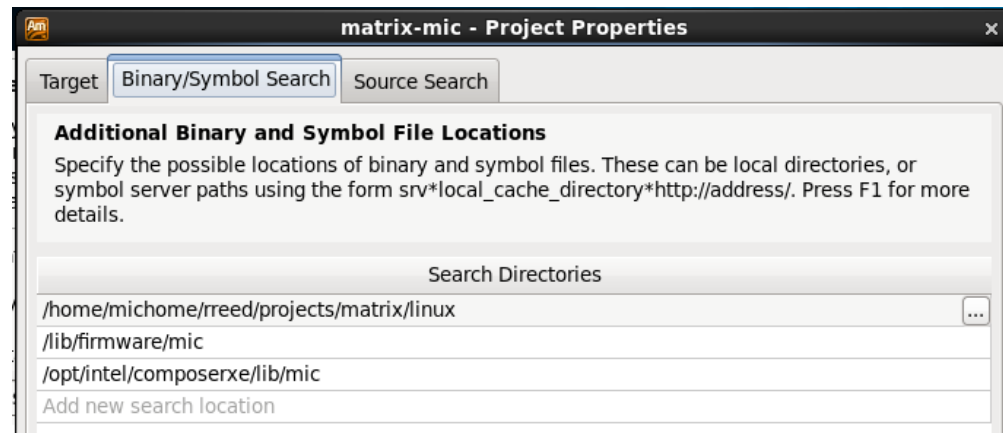 Am
matrix-mic - Project Properties
×
Target Binary/Symbol Search Source Search
Additional Binary and Symbol File Locations
Specify the possible locations of binary and symbol files. These can be local directories, or
symbol server paths using the form srv*local_cache_directory*http://address/. Press F1 for more
details.
Search Directories
/home/michome/rreed/projects/matrix/linux
...
/lib/firmware/mic
/opt/intel/composerxe/lib/mic
Add new search location